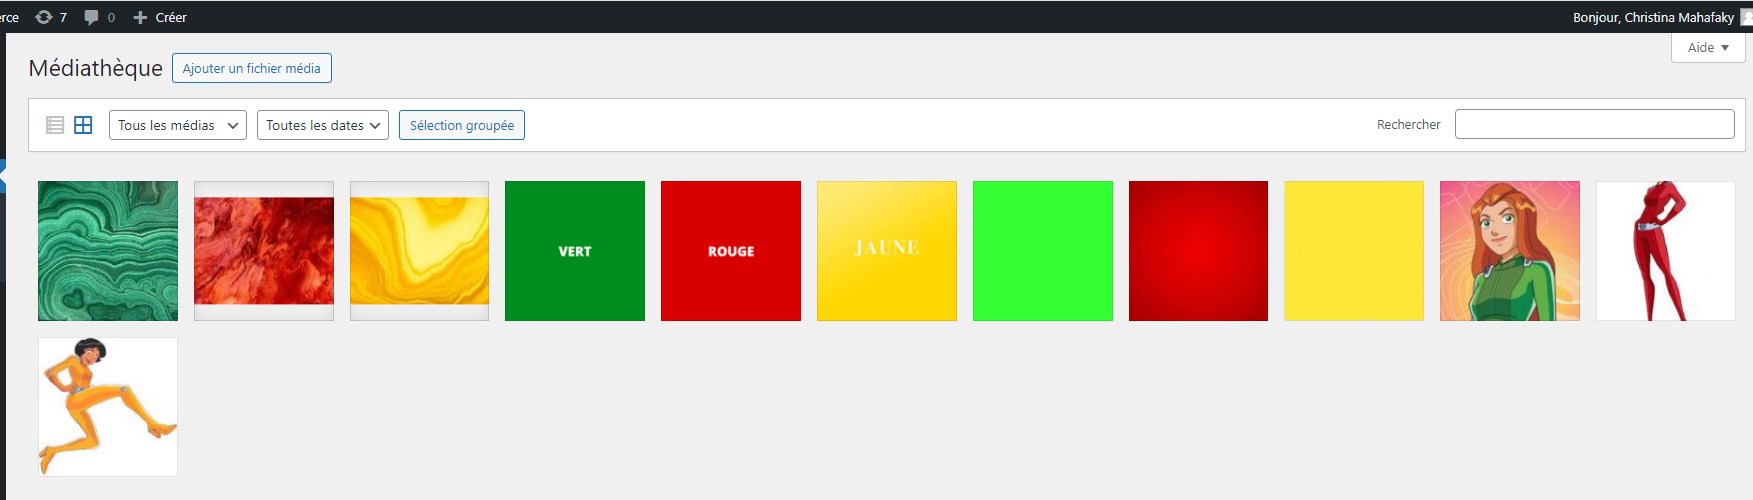 erce 7 0 Créer Bonjour, Christina Mahafaky
Aide
Médiathèque Ajouter un fichier média
Tous les médias Toutes les dates Sélection groupée Rechercher
VERT ROUGE JAUNE